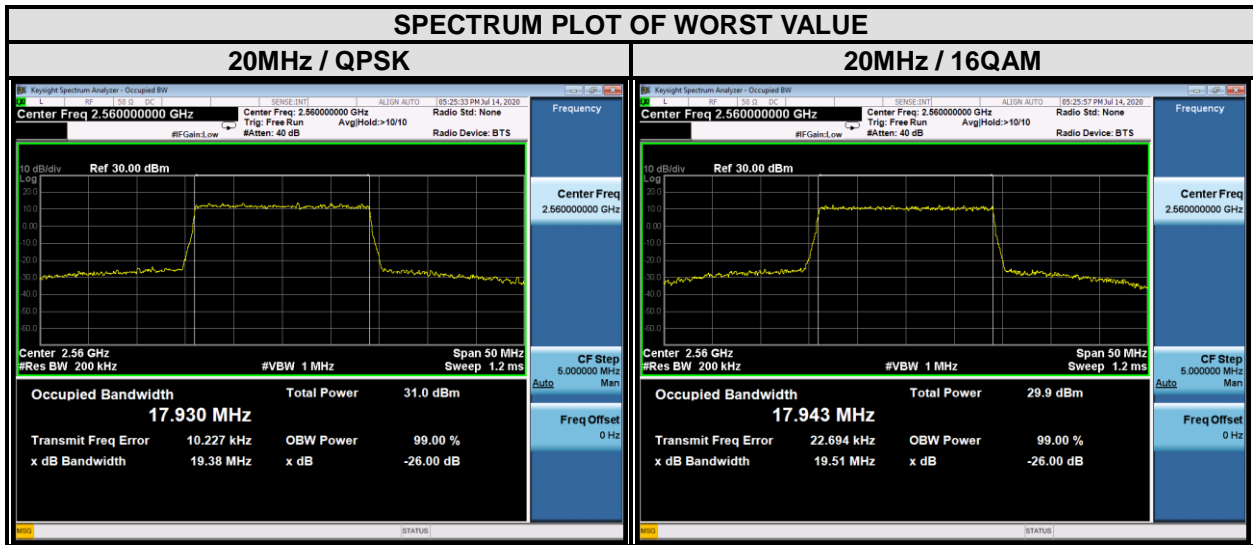 SPECTRUM PLOT OF WORST VALUE
20MHz / QPSK
20MHz / 16QAM
Keysight Spectrum Analyzer - Occupied BW
L RF 50 Ω DC SENSE:INT ALIGN AUTO 05:25:33 PM Jul 14, 2020
Center Freq 2.560000000 GHz
Center Freq: 2.560000000 GHz
Radio Std: None
Trig: Free Run Avg|Hold:>10/10
#IFGain:Low #Atten: 40 dB
Radio Device: BTS
10 dB/div Ref 30.00 dBm
Log
20.0
10.0
0.00
-10.0
-20.0
-30.0
-40.0
-50.0
-60.0
Center 2.56 GHz Span 50 MHz
#Res BW 200 kHz #VBW 1 MHz Sweep 1.2 ms
Occupied Bandwidth Total Power 31.0 dBm
17.930 MHz
Transmit Freq Error 10.227 kHz OBW Power 99.00 %
x dB Bandwidth 19.38 MHz x dB -26.00 dB
MSG STATUS
Frequency
Center Freq
2.560000000 GHz
CF Step
5.000000 MHz
Auto Man
Freq Offset
0 Hz
Keysight Spectrum Analyzer - Occupied BW
L RF 50 Ω DC SENSE:INT ALIGN AUTO 05:25:57 PM Jul 14, 2020
Center Freq 2.560000000 GHz
Center Freq: 2.560000000 GHz
Radio Std: None
Trig: Free Run Avg|Hold:>10/10
#IFGain:Low #Atten: 40 dB
Radio Device: BTS
10 dB/div Ref 30.00 dBm
Log
20.0
10.0
0.00
-10.0
-20.0
-30.0
-40.0
-50.0
-60.0
Center 2.56 GHz Span 50 MHz
#Res BW 200 kHz #VBW 1 MHz Sweep 1.2 ms
Occupied Bandwidth Total Power 29.9 dBm
17.943 MHz
Transmit Freq Error 22.694 kHz OBW Power 99.00 %
x dB Bandwidth 19.51 MHz x dB -26.00 dB
MSG STATUS
Frequency
Center Freq
2.560000000 GHz
CF Step
5.000000 MHz
Auto Man
Freq Offset
0 Hz